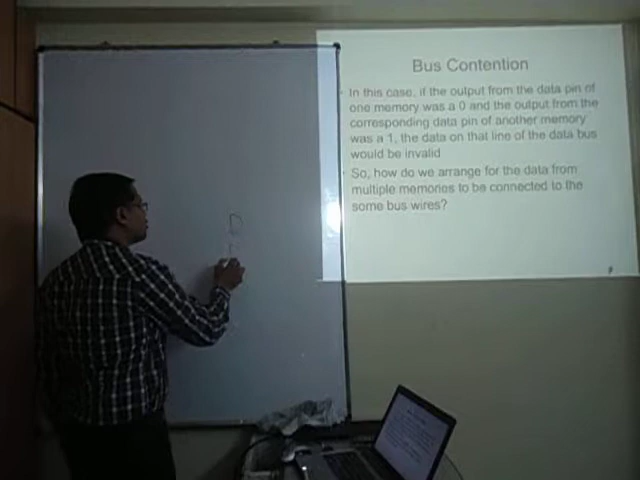 Bus Contention
In this case, if the output from the data pin of
one memory was a 0 and the output from the
corresponding data pin of another memory
was a 1, the data on that line of the data bus
would be invalid
So, how do we arrange for the data from
multiple memories to be connected to the
some bus wires?
D